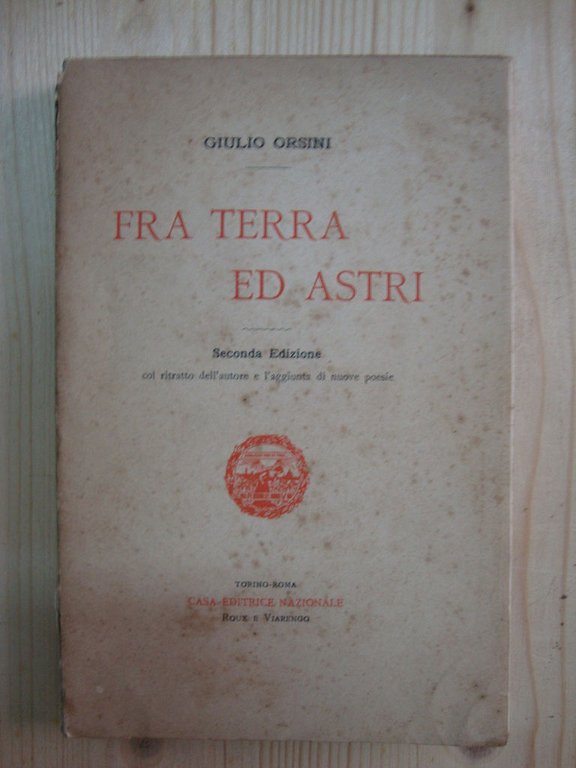 GIULIO ORSINI
FRA TERRA
ED ASTRI
Seconda Edizione
col ritratto dell'autore e l'aggiunta di nuove poesie
TORINO-ROMA
CASA EDITRICE NAZIONALE
ROUX E VIARENGO